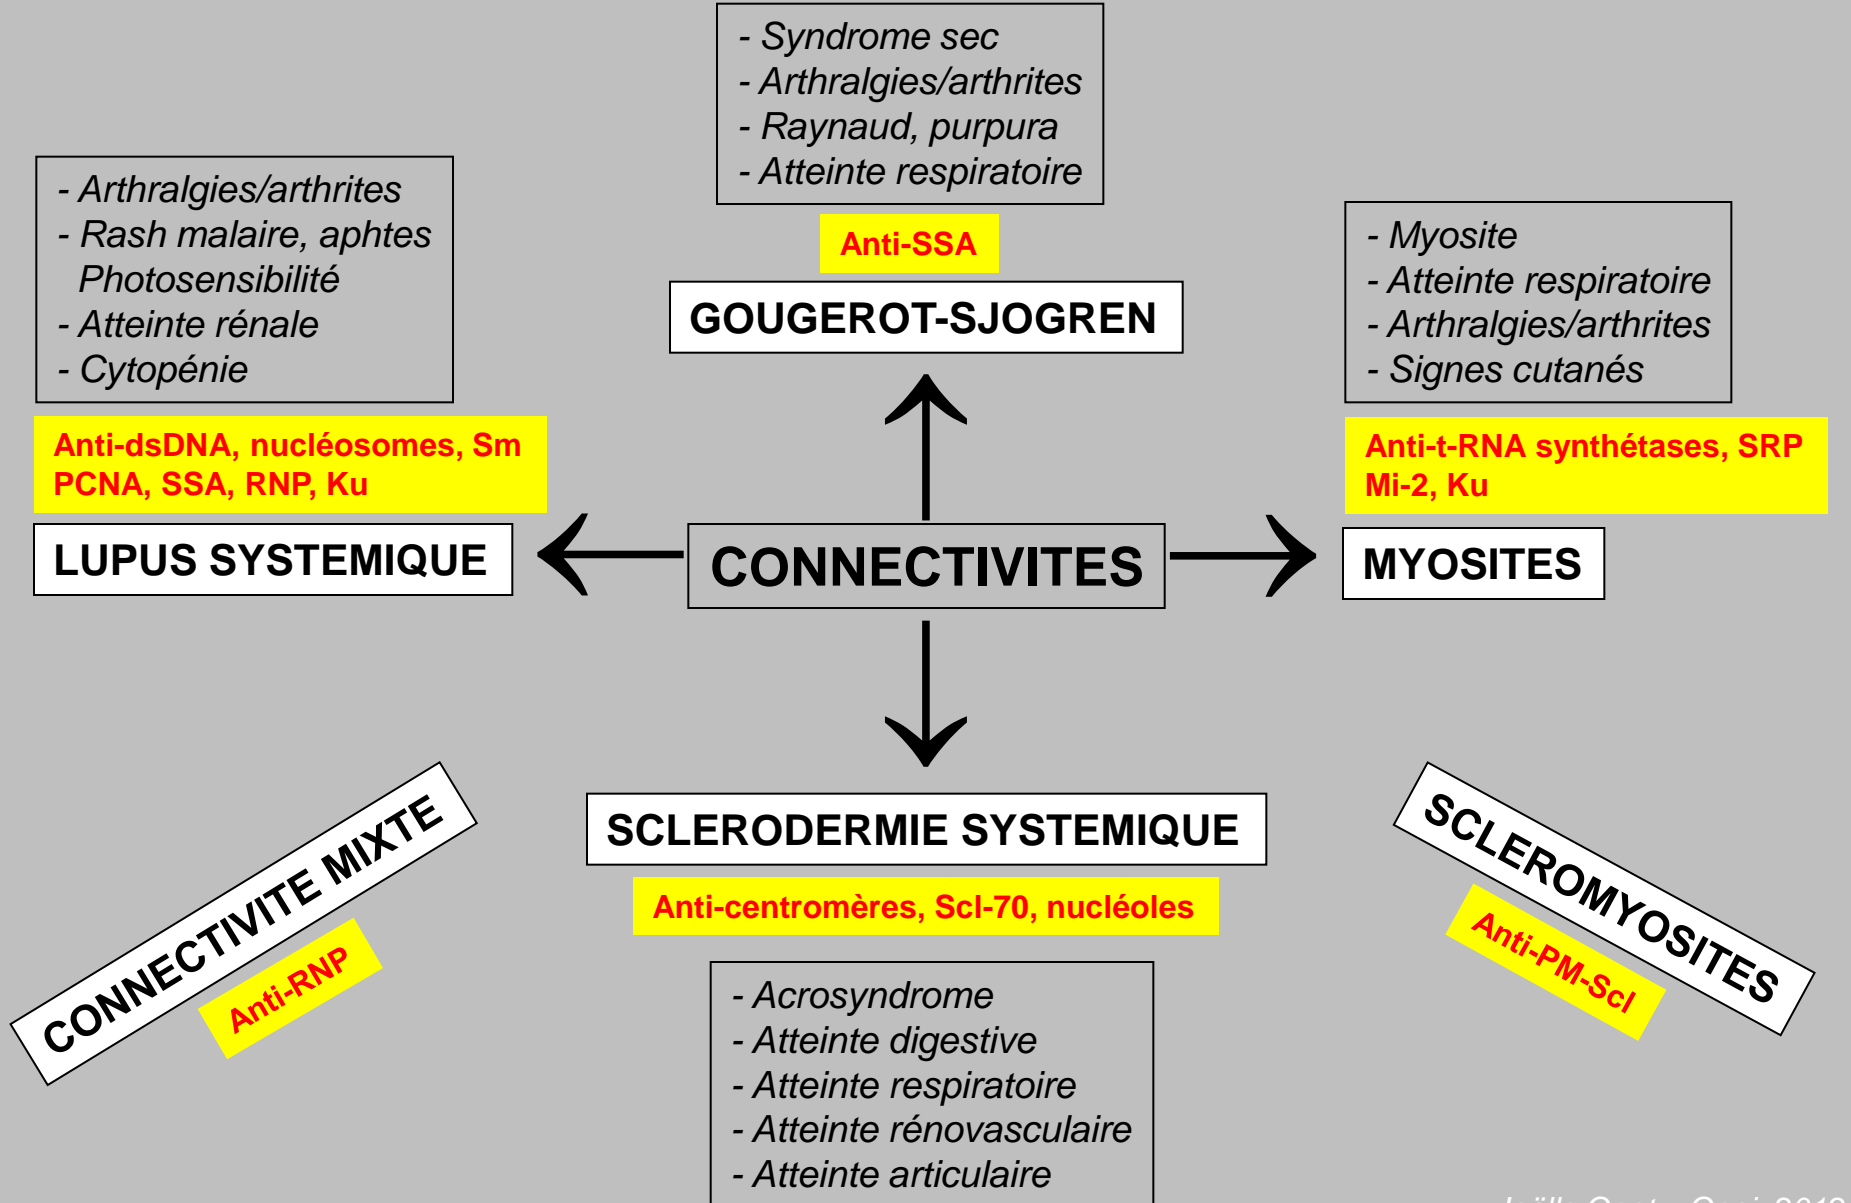 - Syndrome sec
- Arthralgies/arthrites
- Raynaud, purpura
- Atteinte respiratoire
Anti-SSA
GOUGEROT-SJOGREN
- Arthralgies/arthrites
- Rash malaire, aphtes
Photosensibilité
- Atteinte rénale
- Cytopénie
Anti-dsDNA, nucléosomes, Sm
PCNA, SSA, RNP, Ku
LUPUS SYSTEMIQUE
- Myosite
- Atteinte respiratoire
- Arthralgies/arthrites
- Signes cutanés
Anti-t-RNA synthétases, SRP
Mi-2, Ku
MYOSITES
CONNECTIVITES
CONNECTIVITE MIXTE
Anti-RNP
SCLERODERMIE SYSTEMIQUE
Anti-centromères, Scl-70, nucléoles
- Acrosyndrome
- Atteinte digestive
- Atteinte respiratoire
- Atteinte rénovasculaire
- Atteinte articulaire
SCLEROMYOSITES
Anti-PM-Scl